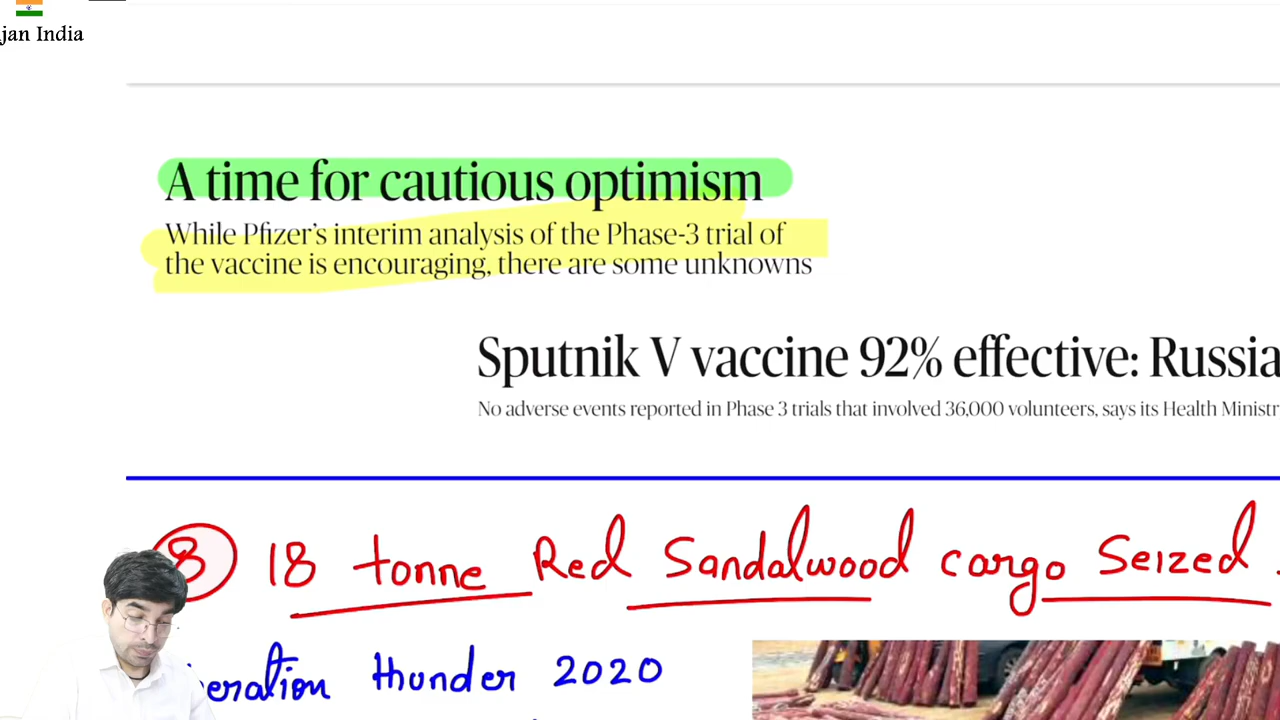 jan India
A time for cautious optimism
While Pfizer's interim analysis of the Phase-3 trial of
the vaccine is encouraging, there are some unknowns
Sputnik V vaccine 92% effective: Russia
No adverse events reported in Phase 3 trials that involved 36,000 volunteers, says its Health Ministr
8 18 tonne Red Sandalwood cargo Seized
peration thunder 2020